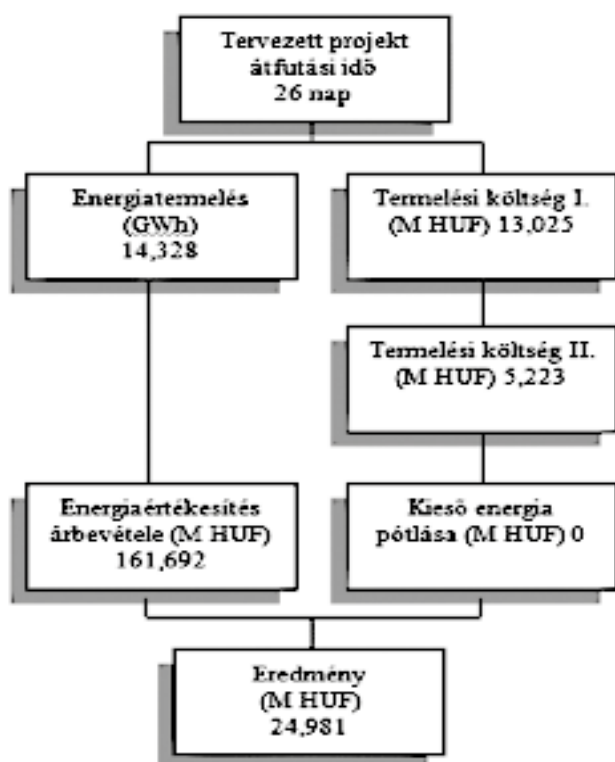 Tervezett projekt
átfutási idő
26 nap
Energiatermelés
(GWh)
14,328
Termelési költség I.
(M HUF) 13,025
Termelési költség II.
(M HUF) 5,223
Energiaértékesítés
árbevétele (M HUF)
161,692
Kieső energia
pótlása (M HUF) 0
Eredmény
(M HUF)
24,981